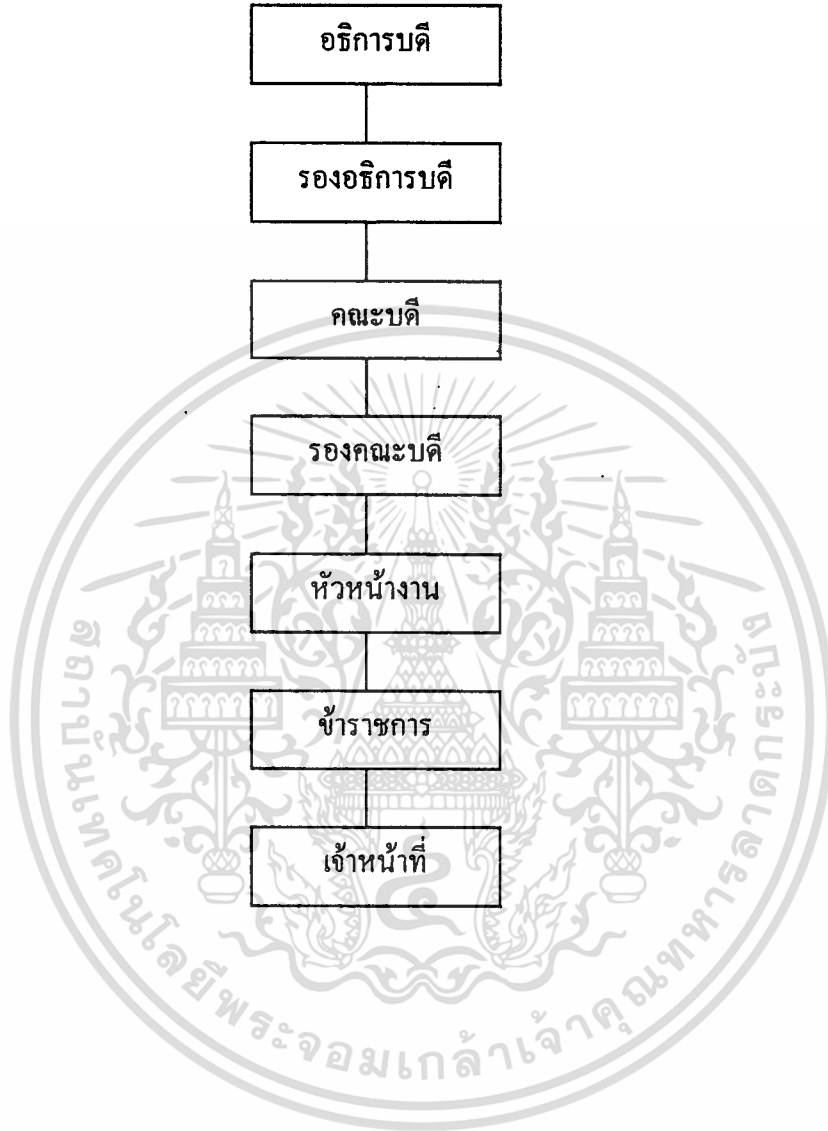 อธิการบดี
รองอธิการบดี
คณะบดี
รองคณะบดี
หัวหน้างาน
ข้าราชการ
เจ้าหน้าที่
๕
สถาบันเทคโนโลยีพระจอมเกล้าเจ้าคุณทหารลาดกระบัง